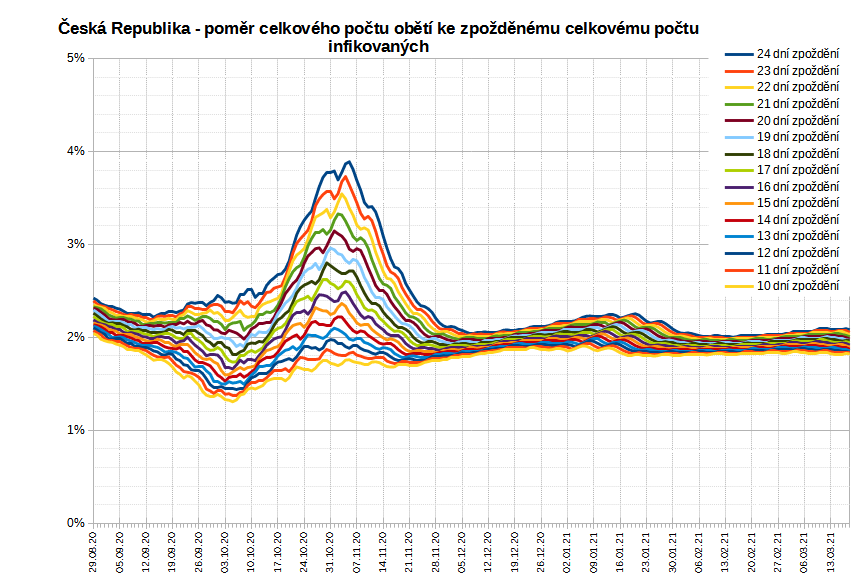 Česká Republika - poměr celkového počtu obětí ke zpožděnému celkovému počtu
infikovaných
5%
4%
3%
2%
1%
0%
24 dní zpoždění
23 dní zpoždění
22 dní zpoždění
21 dní zpoždění
20 dní zpoždění
19 dní zpoždění
18 dní zpoždění
17 dní zpoždění
16 dní zpoždění
15 dní zpoždění
14 dní zpoždění
13 dní zpoždění
12 dní zpoždění
11 dní zpoždění
10 dní zpoždění
29.08.20
05.09.20
12.09.20
19.09.20
26.09.20
03.10.20
10.10.20
17.10.20
24.10.20
31.10.20
07.11.20
14.11.20
21.11.20
28.11.20
05.12.20
12.12.20
19.12.20
26.12.20
02.01.21
09.01.21
16.01.21
23.01.21
30.01.21
06.02.21
13.02.21
20.02.21
27.02.21
06.03.21
13.03.21